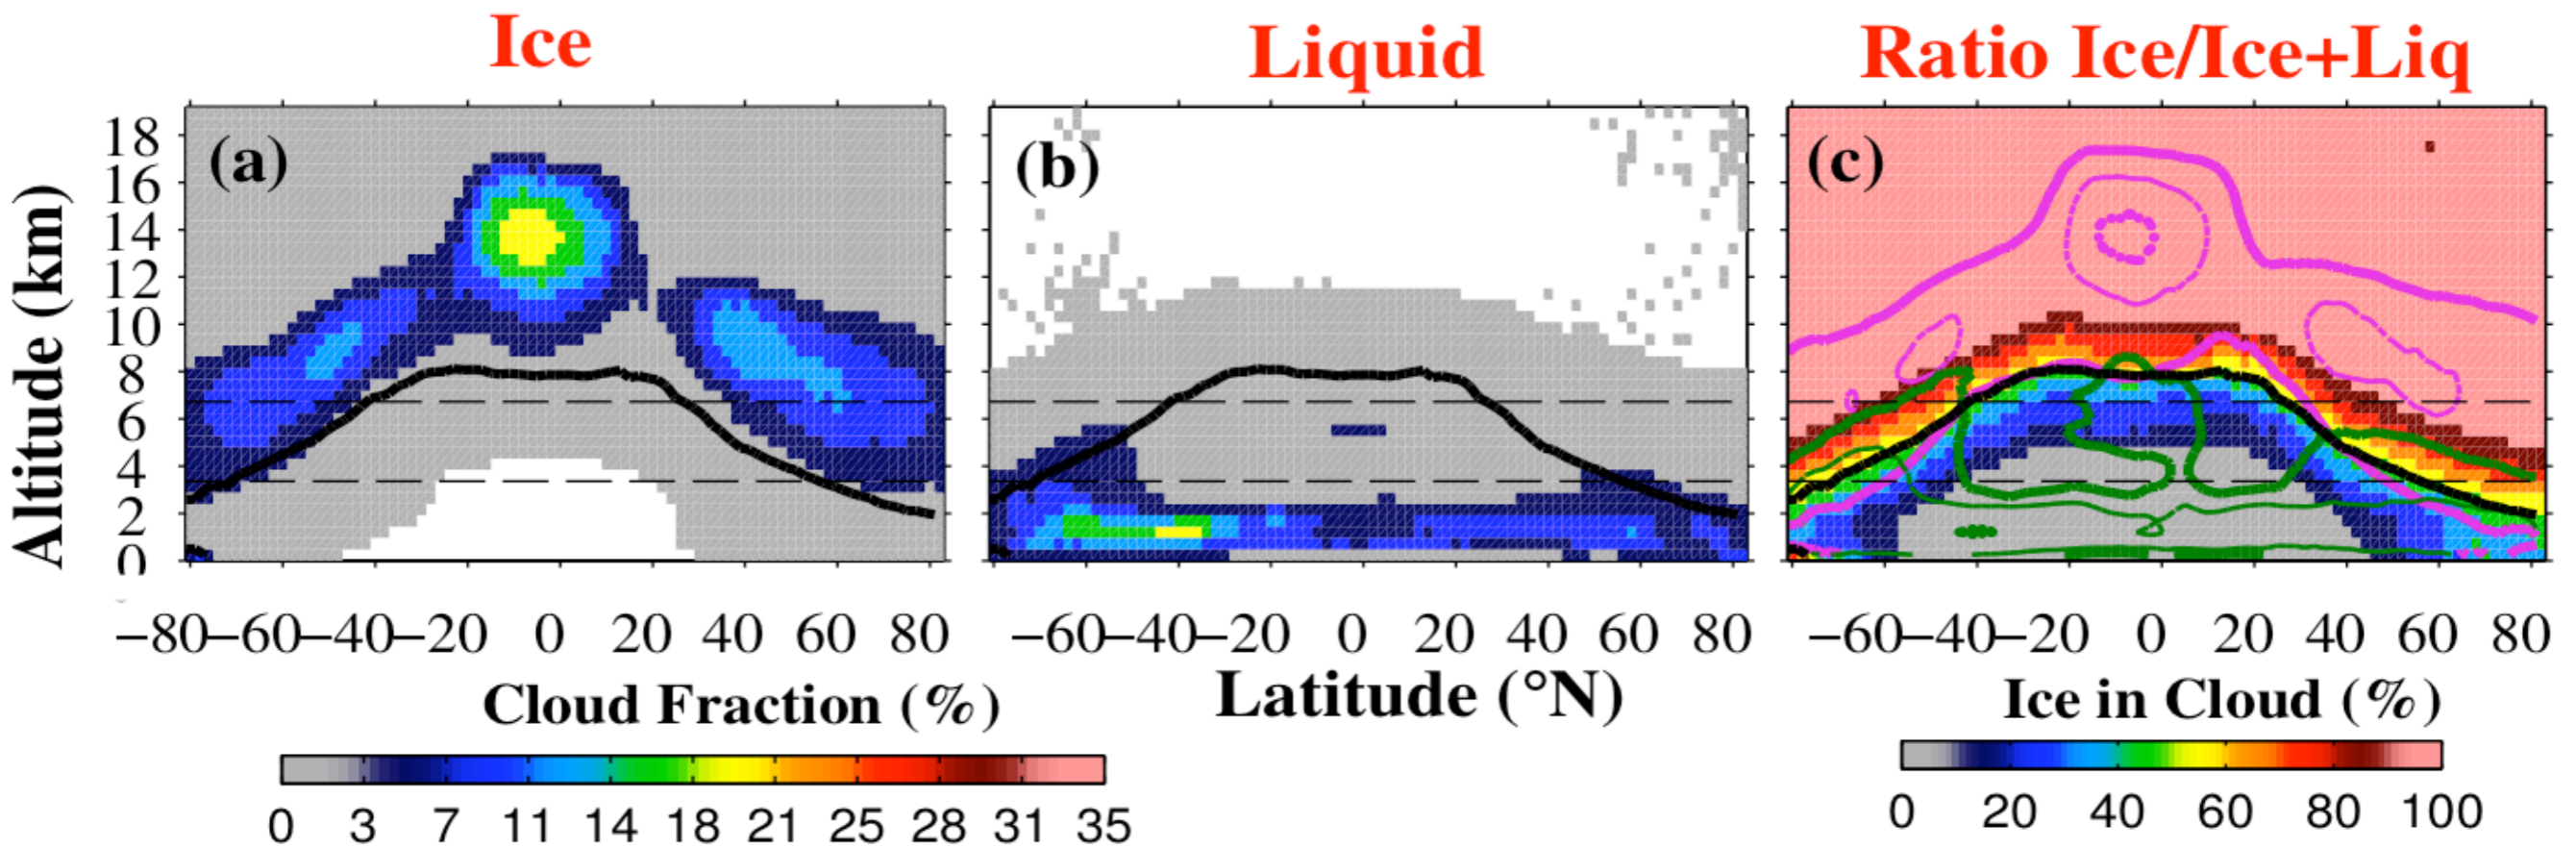 Ice Liquid Ratio Ice/Ice+Liq
(a) (b) (c)
Altitude (km)
18
16
14
12
10
8
6
4
2
0
−80 −60 −40 −20 0 20 40 60 80 −60 −40 −20 0 20 40 60 80 −60 −40 −20 0 20 40 60 80
Cloud Fraction (%) Latitude (°N) Ice in Cloud (%)
0 3 7 11 14 18 21 25 28 31 35 0 20 40 60 80 100